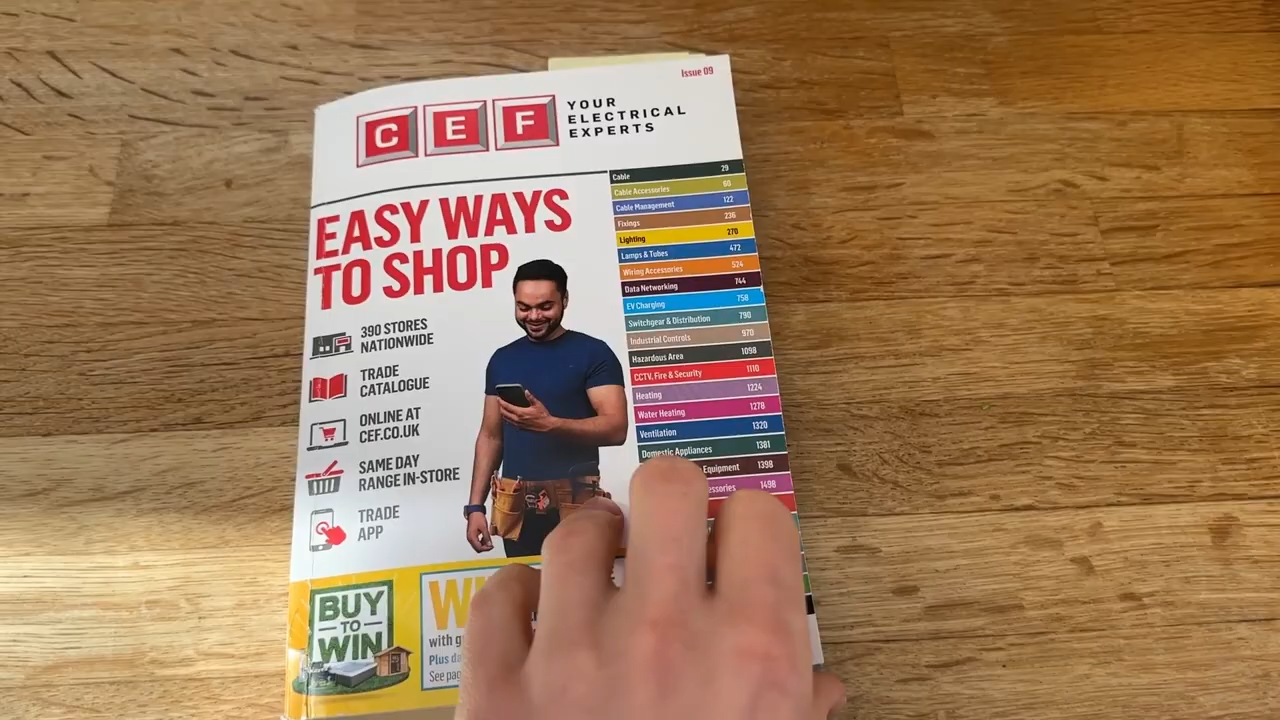 Issue 09
C E F
YOUR
ELECTRICAL
EXPERTS
EASY WAYS
TO SHOP
390 STORES
NATIONWIDE
TRADE
CATALOGUE
ONLINE AT
CEF.CO.UK
SAME DAY
RANGE IN-STORE
TRADE
APP
Cable 29
Cable Accessories 60
Cable Management 122
Fixings 236
Lighting 270
Lamps & Tubes 472
Wiring Accessories 524
Data Networking 744
EV Charging 758
Switchgear & Distribution 790
Industrial Controls 970
Hazardous Area 1098
CCTV, Fire & Security 1110
Heating 1224
Water Heating 1278
Ventilation 1320
Domestic Appliances 1381
Equipment 1398
1498
BUY
TO
WIN
with
Plus
See